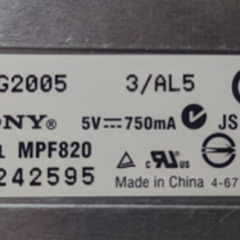 G2005 3/AL5
ONY® 5V⎓750mA JS
L MPF820
242595
Made in China 4-67